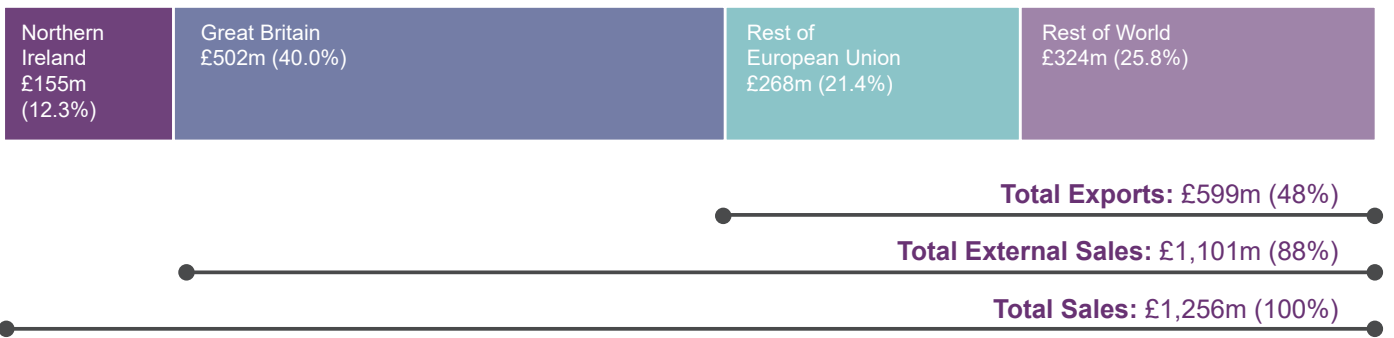 Northern
Ireland
£155m
(12.3%)
Great Britain
£502m (40.0%)
Rest of
European Union
£268m (21.4%)
Rest of World
£324m (25.8%)
Total Exports: £599m (48%)
Total External Sales: £1,101m (88%)
Total Sales: £1,256m (100%)